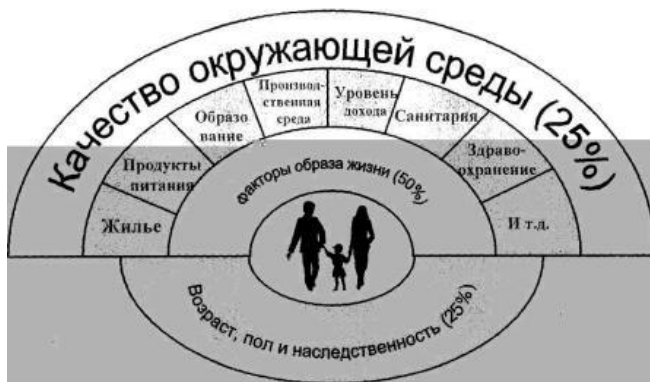 Качество окружающей среды (25%)
Жилье
Продукты
питания
Образо
вание
Производ-
ственная
среда
Уровень
дохода
Санитария
Здраво-
охранение
И т.д.
Факторы образа жизни (50%)
Возраст, пол и наследственность (25%)